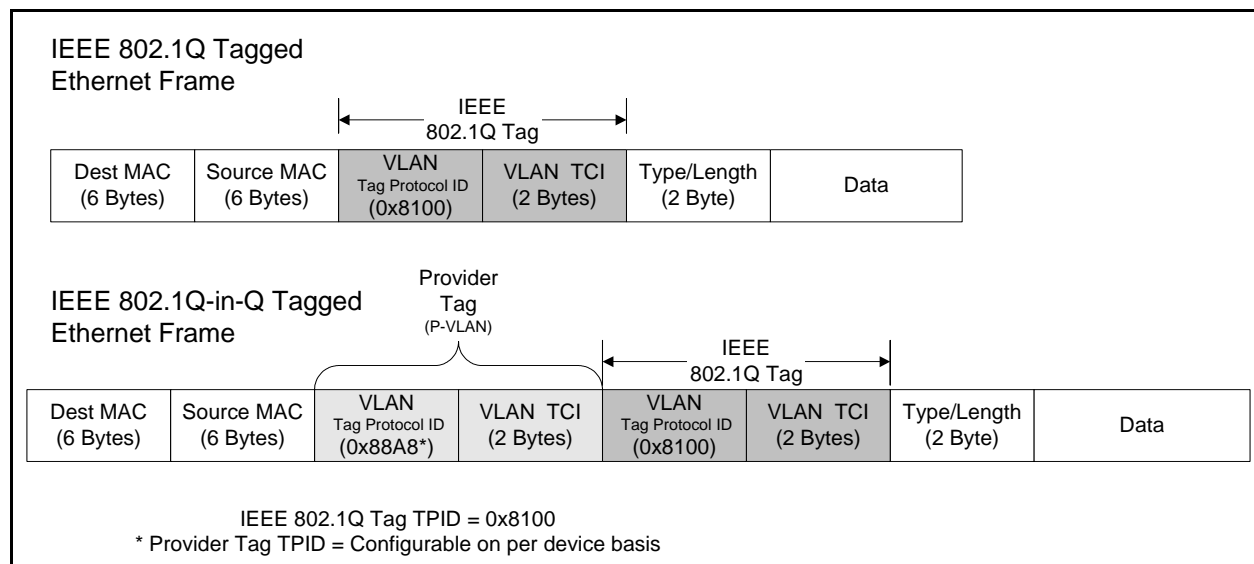 IEEE 802.1Q Tagged
Ethernet Frame
IEEE
802.1Q Tag
Dest MAC
(6 Bytes)
Source MAC
(6 Bytes)
VLAN
Tag Protocol ID
(0x8100)
VLAN TCI
(2 Bytes)
Type/Length
(2 Byte)
Data
IEEE 802.1Q-in-Q Tagged
Ethernet Frame
Provider
Tag
(P-VLAN)
IEEE
802.1Q Tag
Dest MAC
(6 Bytes)
Source MAC
(6 Bytes)
VLAN
Tag Protocol ID
(0x88A8*)
VLAN TCI
(2 Bytes)
VLAN
Tag Protocol ID
(0x8100)
VLAN TCI
(2 Bytes)
Type/Length
(2 Byte)
Data
IEEE 802.1Q Tag TPID = 0x8100
* Provider Tag TPID = Configurable on per device basis